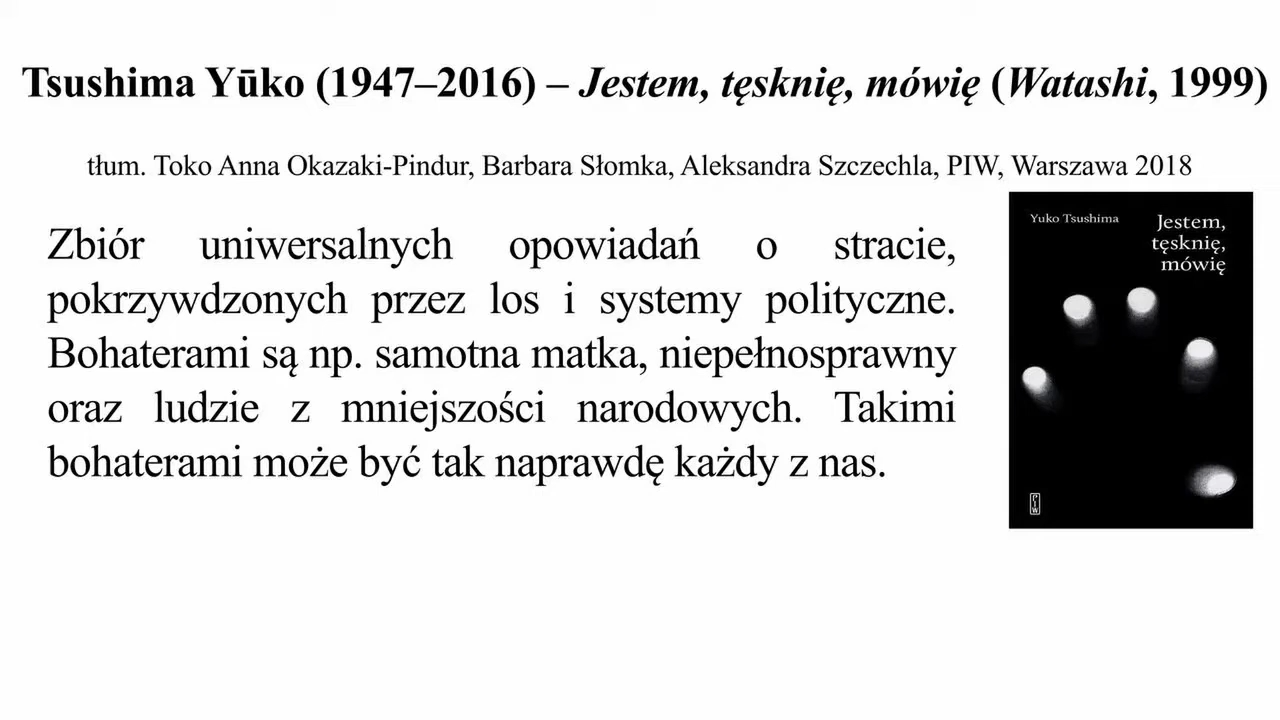 Tsushima Yūko (1947–2016) – Jestem, tęsknię, mówię (Watashi, 1999)
tłum. Toko Anna Okazaki-Pindur, Barbara Słomka, Aleksandra Szczechla, PIW, Warszawa 2018
Zbiór uniwersalnych opowiadań o stracie,
pokrzywdzonych przez los i systemy polityczne.
Bohaterami są np. samotna matka, niepełnosprawny
oraz ludzie z mniejszości narodowych. Takimi
bohaterami może być tak naprawdę każdy z nas.
Yuko Tsushima
Jestem,
tęsknię,
mówię
PIW